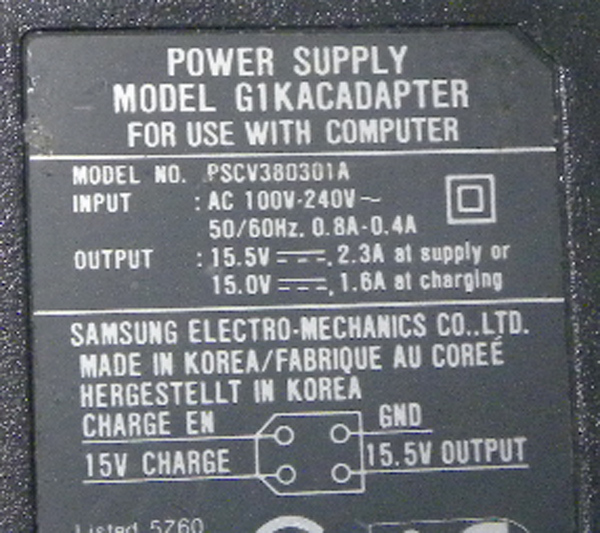 POWER SUPPLY
MODEL G1KACADAPTER
FOR USE WITH COMPUTER
MODEL NO. PSCV380301A
INPUT : AC 100V-240V~
50/60Hz. 0.8A-0.4A
OUTPUT : 15.5V ⎓, 2.3A at supply or
15.0V ⎓, 1.6A at charging
SAMSUNG ELECTRO-MECHANICS CO.,LTD.
MADE IN KOREA/FABRIQUE AU COREÉ
HERGESTELLT IN KOREA
CHARGE EN GND
15V CHARGE 15.5V OUTPUT
Listed 5Z60